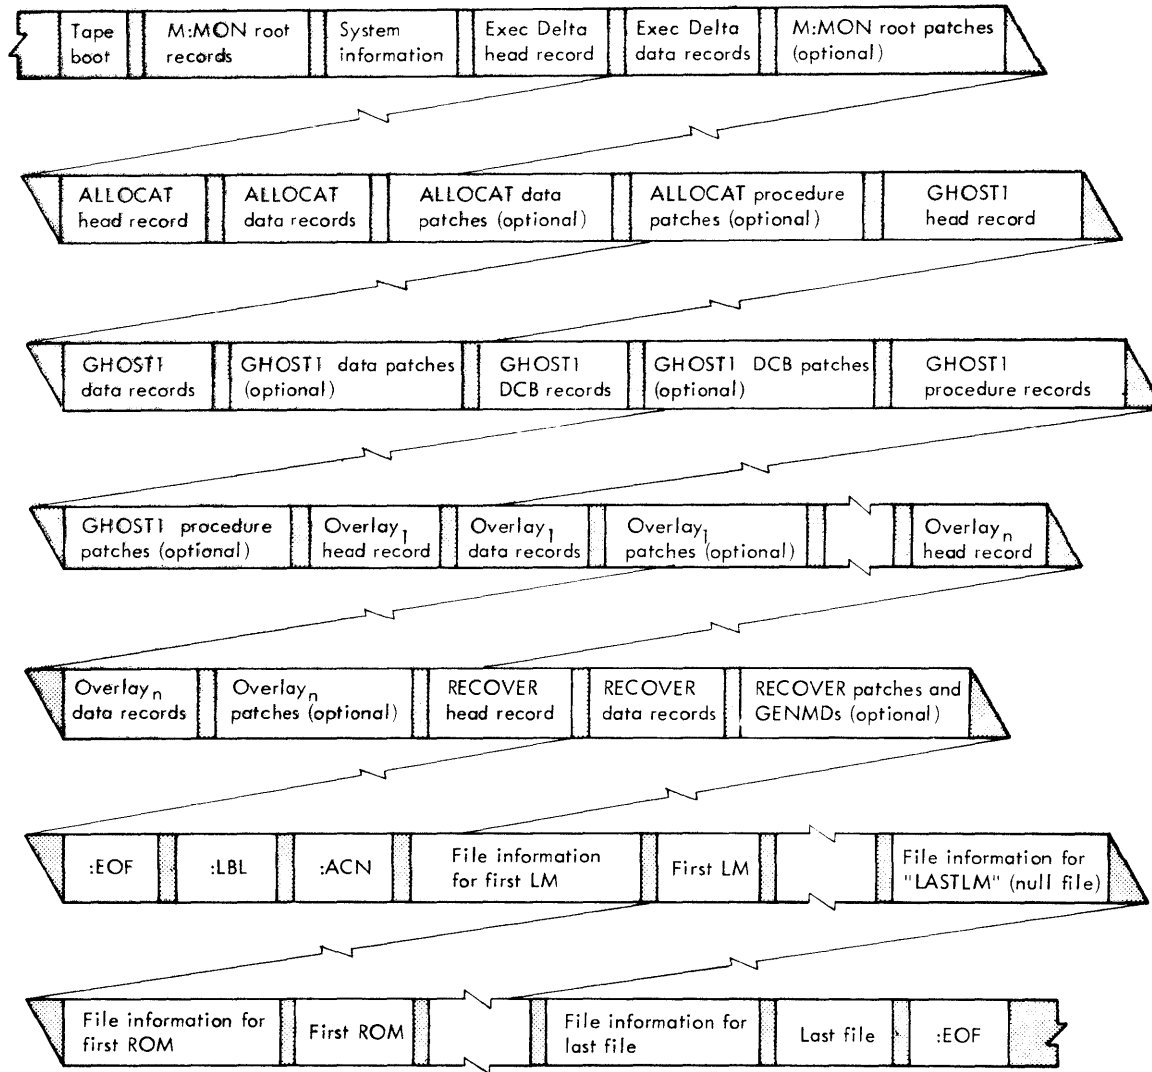 Tape
boot
M:MON root
records
System
information
Exec Delta
head record
Exec Delta
data records
M:MON root patches
(optional)
ALLOCAT
head record
ALLOCAT
data records
ALLOCAT data
patches (optional)
ALLOCAT procedure
patches (optional)
GHOST1
head record
GHOST1
data records
GHOST1 data patches
(optional)
GHOST1
DCB records
GHOST1 DCB patches
(optional)
GHOST1
procedure records
GHOST1 procedure
patches (optional)
Overlay1
head record
Overlay1
data records
Overlay1
patches (optional)
Overlayn
head record
Overlayn
data records
Overlayn
patches (optional)
RECOVER
head record
RECOVER
data records
RECOVER patches and
GENMDs (optional)
:EOF
:LBL
:ACN
File information
for first LM
First LM
File information for
"LASTLM" (null file)
File information for
first ROM
First ROM
File information for
last file
Last file
:EOF